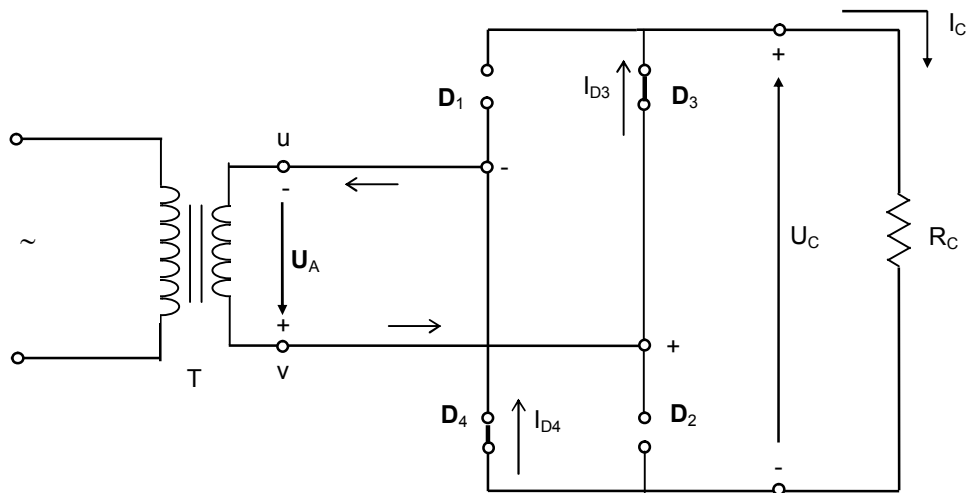 I_C
+
I_D3
D_3
D_1
u
-
-
~
U_A
U_C
R_C
+
+
v
T
D_4
I_D4
D_2
-